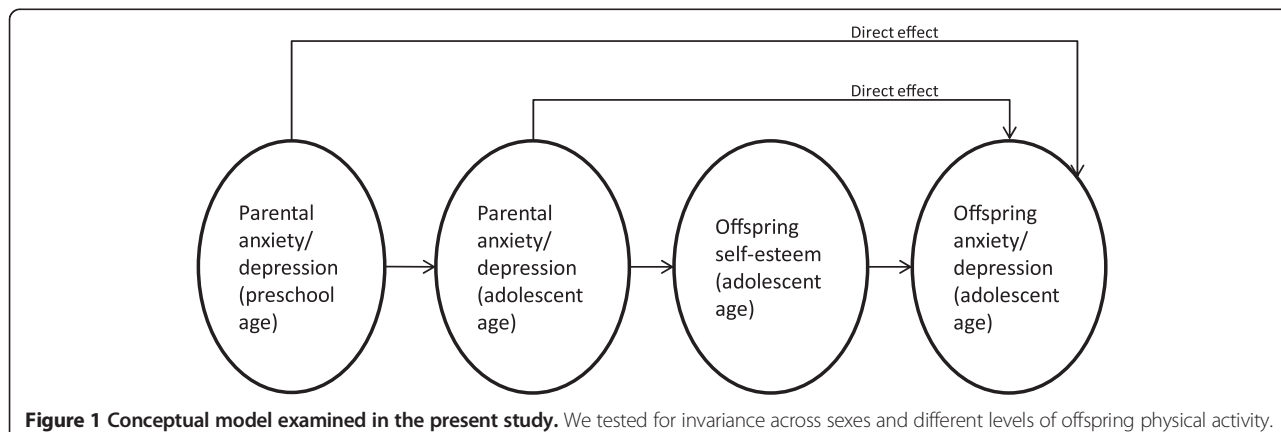 Direct effect
Direct effect
Parental
anxiety/
depression
(preschool
age)
Parental
anxiety/
depression
(adolescent
age)
Offspring
self-esteem
(adolescent
age)
Offspring
anxiety/
depression
(adolescent
age)
Figure 1 Conceptual model examined in the present study. We tested for invariance across sexes and different levels of offspring physical activity.